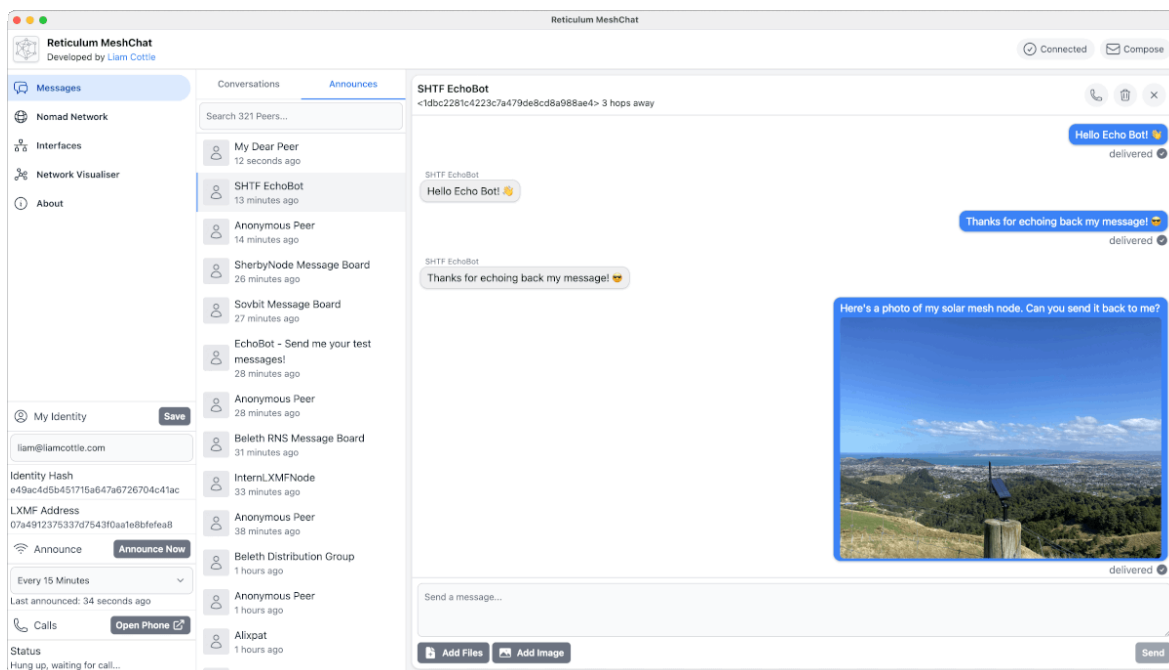 Reticulum MeshChat
Reticulum MeshChat
Developed by Liam Cottle
Connected
Compose
Messages
Nomad Network
Interfaces
Network Visualiser
About
My Identity
Save
liam@liamcottle.com
Identity Hash
e49ac4d5b451715a647a6726704c41ac
LXMF Address
07a4912375337d7543f0aa1e8bfefea8
Announce
Announce Now
Every 15 Minutes
Last announced: 34 seconds ago
Calls
Open Phone
Status
Hung up, waiting for call...
Conversations
Announces
Search 321 Peers...
My Dear Peer
12 seconds ago
SHTF EchoBot
13 minutes ago
Anonymous Peer
14 minutes ago
SherbyNode Message Board
26 minutes ago
Sovbit Message Board
27 minutes ago
EchoBot - Send me your test
messages!
28 minutes ago
Anonymous Peer
28 minutes ago
Beleth RNS Message Board
31 minutes ago
InternLXMFNode
33 minutes ago
Anonymous Peer
38 minutes ago
Beleth Distribution Group
1 hours ago
Anonymous Peer
1 hours ago
Alixpat
1 hours ago
SHTF EchoBot
<1dbc2281c4223c7a479de8cd8a988ae4> 3 hops away
Hello Echo Bot! 👋
delivered
SHTF EchoBot
Hello Echo Bot! 👋
Thanks for echoing back my message! 😎
delivered
SHTF EchoBot
Thanks for echoing back my message! 😎
Here's a photo of my solar mesh node. Can you send it back to me?
delivered
Send a message...
Add Files
Add Image
Send